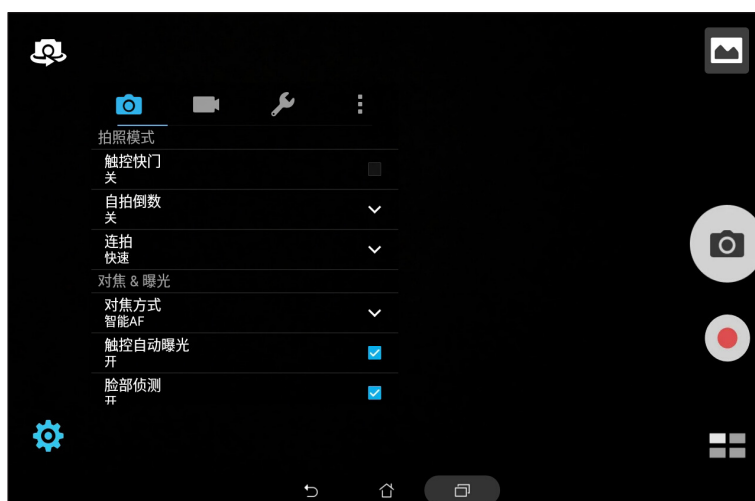 拍照模式
触控快门
关
自拍倒数
关
连拍
快速
对焦 & 曝光
对焦方式
智能AF
触控自动曝光
开
脸部侦测
开